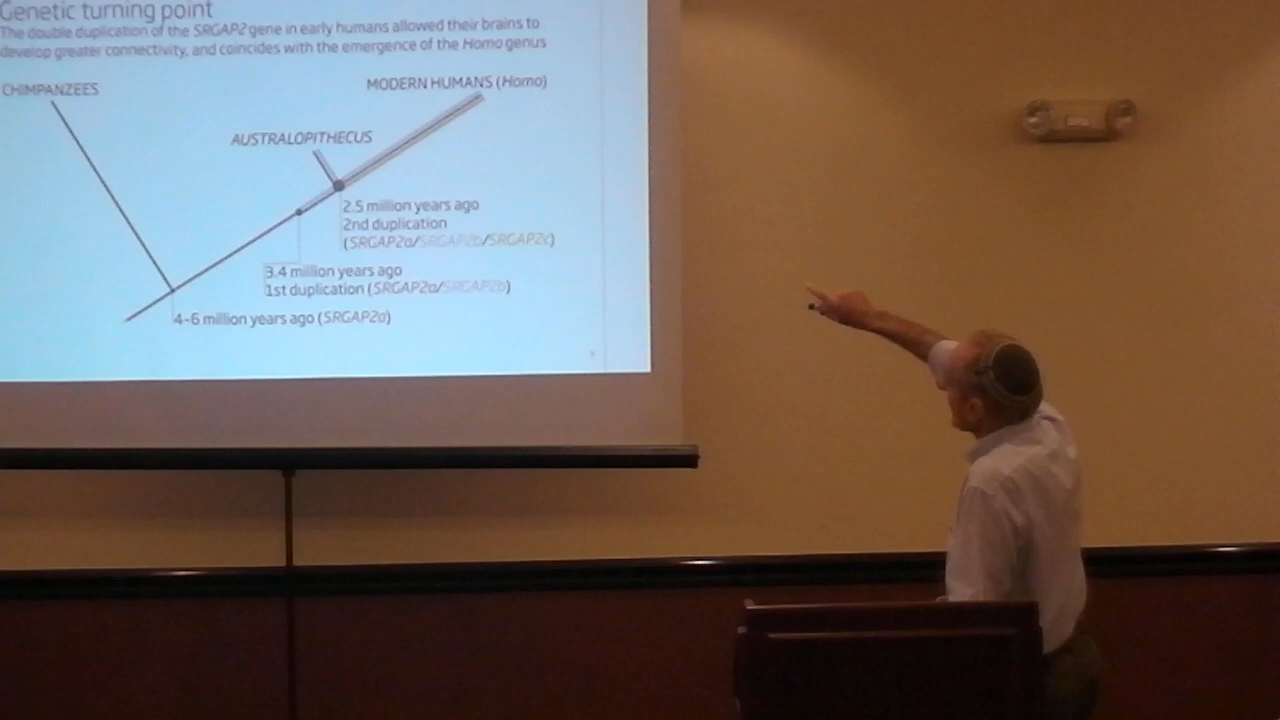 Genetic turning point
The double duplication of the SRGAP2 gene in early humans allowed their brains to
develop greater connectivity, and coincides with the emergence of the Homo genus
CHIMPANZEES
MODERN HUMANS (Homo)
AUSTRALOPITHECUS
2.5 million years ago
2nd duplication
(SRGAP2a/SRGAP2b/SRGAP2c)
3.4 million years ago
1st duplication (SRGAP2a/SRGAP2b)
4-6 million years ago (SRGAP2a)